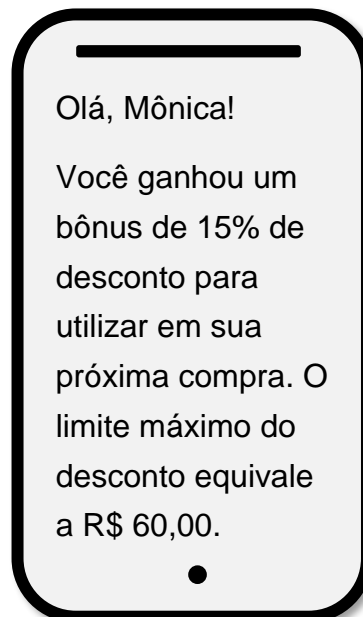 Olá, Mônica!
Você ganhou um
bônus de 15% de
desconto para
utilizar em sua
próxima compra. O
limite máximo do
desconto equivale
a R$ 60,00.